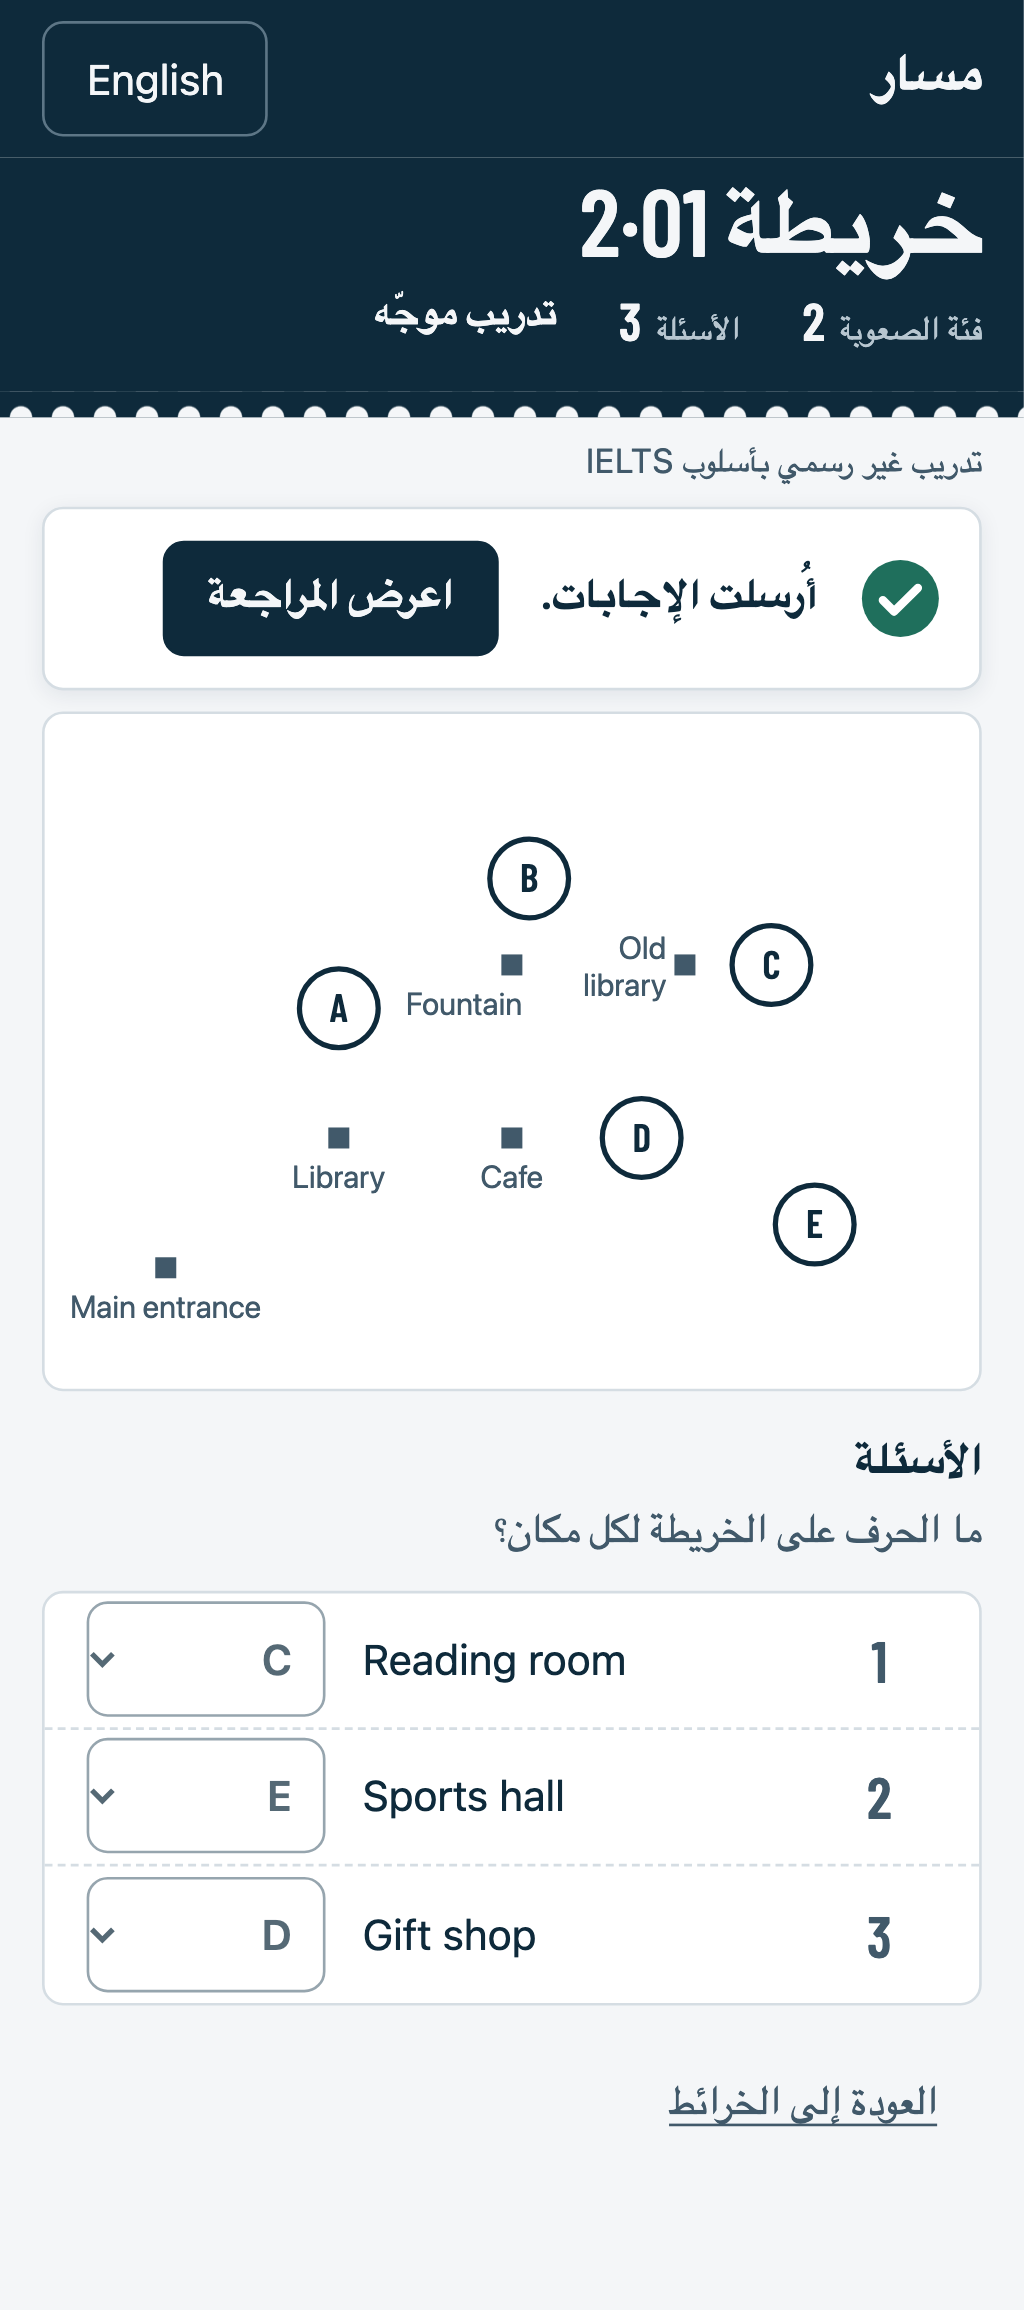 مسار
English
خريطة 2·01
فئة الصعوبة 2 الأسئلة 3 تدريب موجّه
تدريب غير رسمي بأسلوب IELTS
أُرسلت الإجابات. اعرض المراجعة
B
Old
library
C
A
Fountain
D
Library
Cafe
E
Main entrance
الأسئلة
ما الحرف على الخريطة لكل مكان؟
1 Reading room C
2 Sports hall E
3 Gift shop D
العودة إلى الخرائط